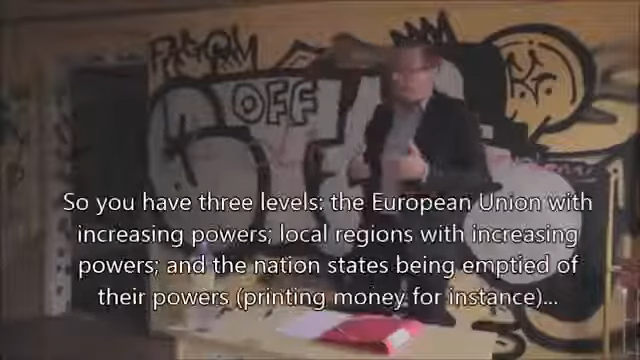 OFF
So you have three levels: the European Union with
increasing powers; local regions with increasing
powers; and the nation states being emptied of
their powers (printing money for instance)...